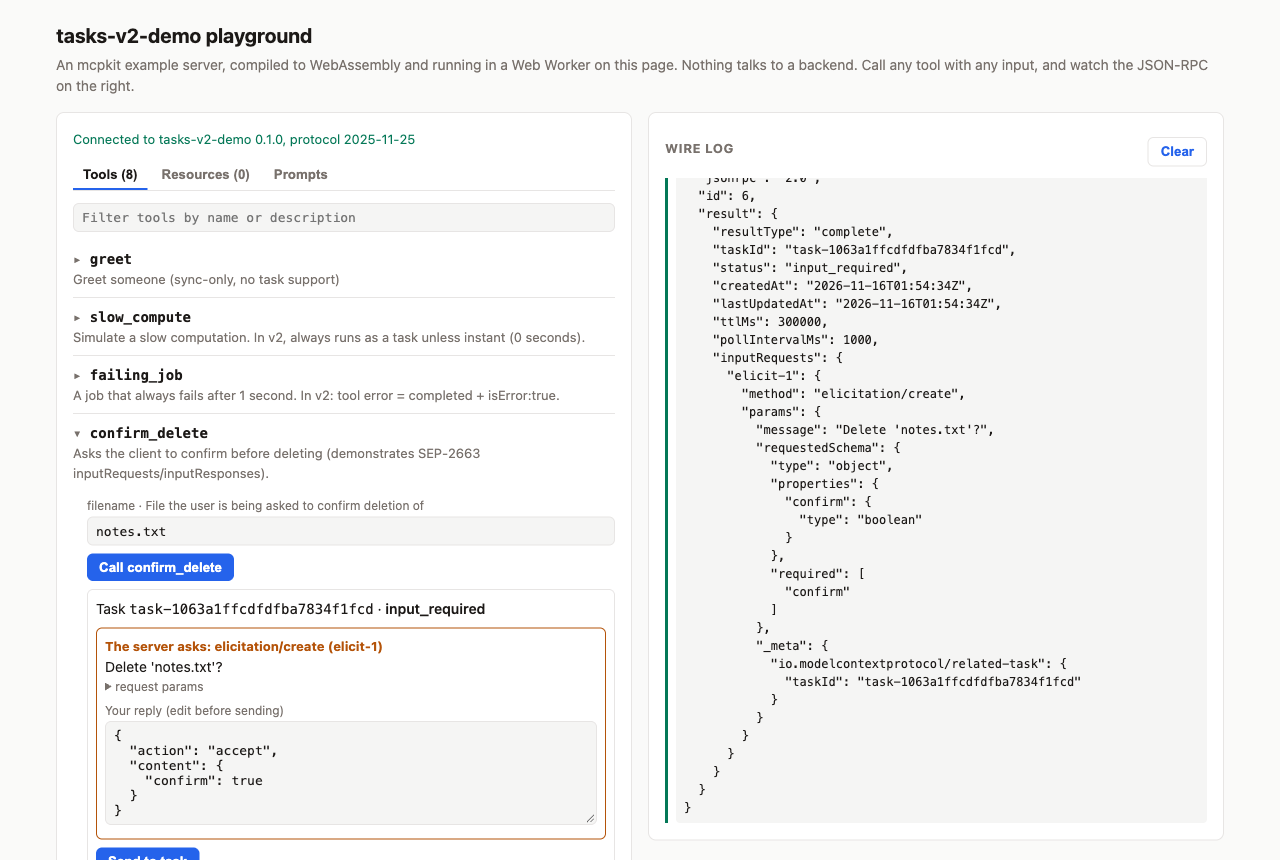 tasks-v2-demo playground
An mcpkit example server, compiled to WebAssembly and running in a Web Worker on this page. Nothing talks to a backend. Call any tool with any input, and watch the JSON-RPC
on the right.
Connected to tasks-v2-demo 0.1.0, protocol 2025-11-25
Tools (8) Resources (0) Prompts
Filter tools by name or description
▸ greet
Greet someone (sync-only, no task support)
▸ slow_compute
Simulate a slow computation. In v2, always runs as a task unless instant (0 seconds).
▸ failing_job
A job that always fails after 1 second. In v2: tool error = completed + isError:true.
▾ confirm_delete
Asks the client to confirm before deleting (demonstrates SEP-2663
inputRequests/inputResponses).
filename · File the user is being asked to confirm deletion of
notes.txt
Call confirm_delete
Task task-1063a1ffcdfdfba7834f1fcd · input_required
The server asks: elicitation/create (elicit-1)
Delete 'notes.txt'?
▸ request params
Your reply (edit before sending)
{
  "action": "accept",
  "content": {
    "confirm": true
  }
}
Send to task
WIRE LOG
Clear
"jsonrpc": "2.0",
"id": 6,
"result": {
"resultType": "complete",
"taskId": "task-1063a1ffcdfdfba7834f1fcd",
"status": "input_required",
"createdAt": "2026-11-16T01:54:34Z",
"lastUpdatedAt": "2026-11-16T01:54:34Z",
"ttlMs": 300000,
"pollIntervalMs": 1000,
"inputRequests": {
"elicit-1": {
"method": "elicitation/create",
"params": {
"message": "Delete 'notes.txt'?",
"requestedSchema": {
"type": "object",
"properties": {
"confirm": {
"type": "boolean"
}
},
"required": [
"confirm"
]
},
"_meta": {
"io.modelcontextprotocol/related-task": {
"taskId": "task-1063a1ffcdfdfba7834f1fcd"
}
}
}
}
}
}
}